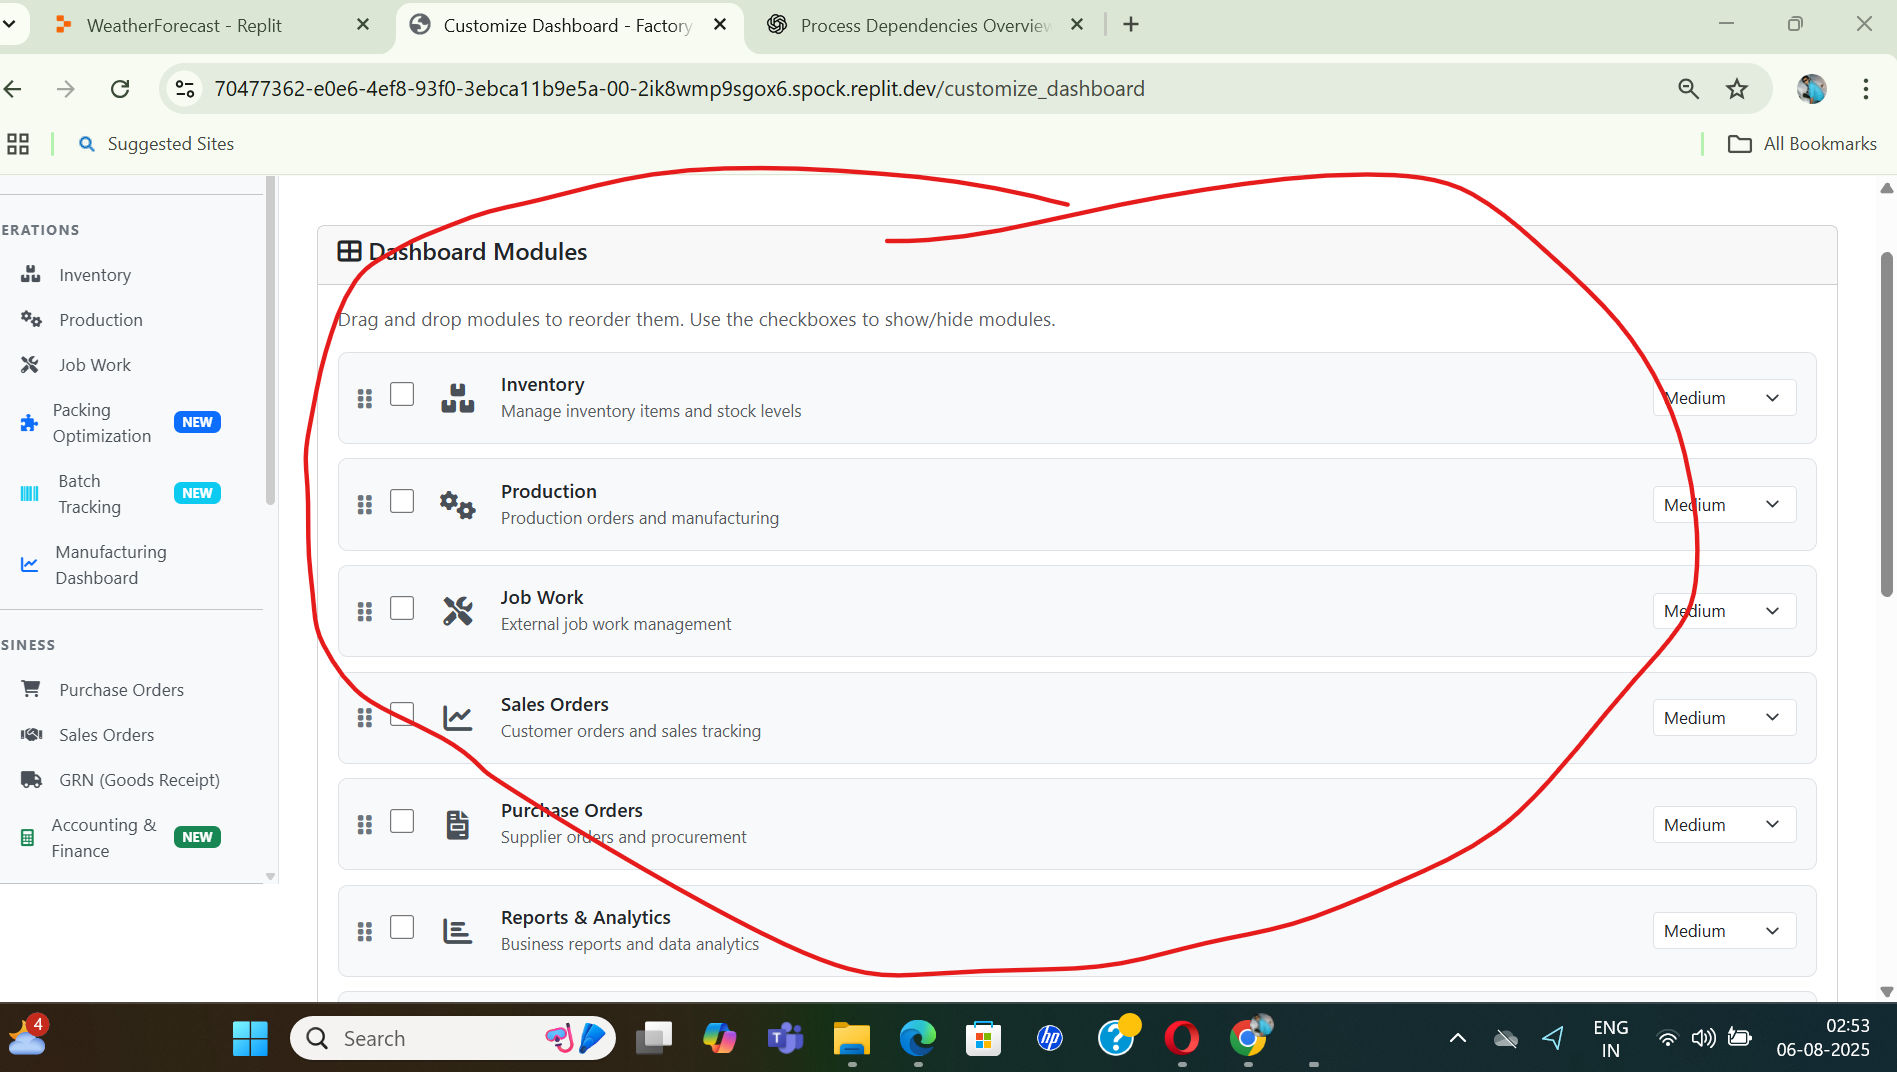 WeatherForecast - Replit
Customize Dashboard - Factory
Process Dependencies Overview
70477362-e0e6-4ef8-93f0-3ebca11b9e5a-00-2ik8wmp9sgox6.spock.replit.dev/customize_dashboard
Suggested Sites
All Bookmarks
ERATIONS
Inventory
Production
Job Work
Packing
Optimization
NEW
Batch
Tracking
NEW
Manufacturing
Dashboard
SINESS
Purchase Orders
Sales Orders
GRN (Goods Receipt)
Accounting &
Finance
NEW
Dashboard Modules
Drag and drop modules to reorder them. Use the checkboxes to show/hide modules.
Inventory
Manage inventory items and stock levels
Medium
Production
Production orders and manufacturing
Medium
Job Work
External job work management
Medium
Sales Orders
Customer orders and sales tracking
Medium
Purchase Orders
Supplier orders and procurement
Medium
Reports & Analytics
Business reports and data analytics
Medium
4
Search
hp
ENG
IN
02:53
06-08-2025